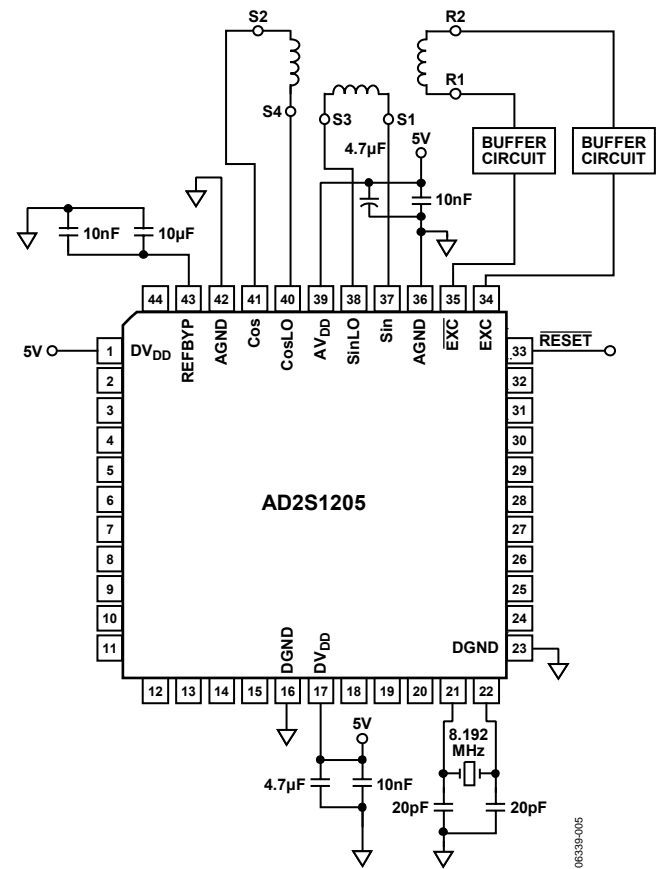 S2
R2
R1
S4
S3
S1
4.7µF
5V
BUFFER CIRCUIT
BUFFER CIRCUIT
10nF
10nF
10µF
44
43
42
41
40
39
38
37
36
35
34
REFBYP
AGND
Cos
CosLO
AVDD
SinLO
Sin
AGND
EXC
EXC
5V
1
DVDD
33
RESET
2
32
3
31
4
30
5
29
6
28
AD2S1205
7
27
8
26
9
25
10
24
11
DGND
DVDD
DGND
23
12
13
14
15
16
17
18
19
20
21
22
5V
8.192 MHz
4.7µF
10nF
20pF
20pF
06339-005